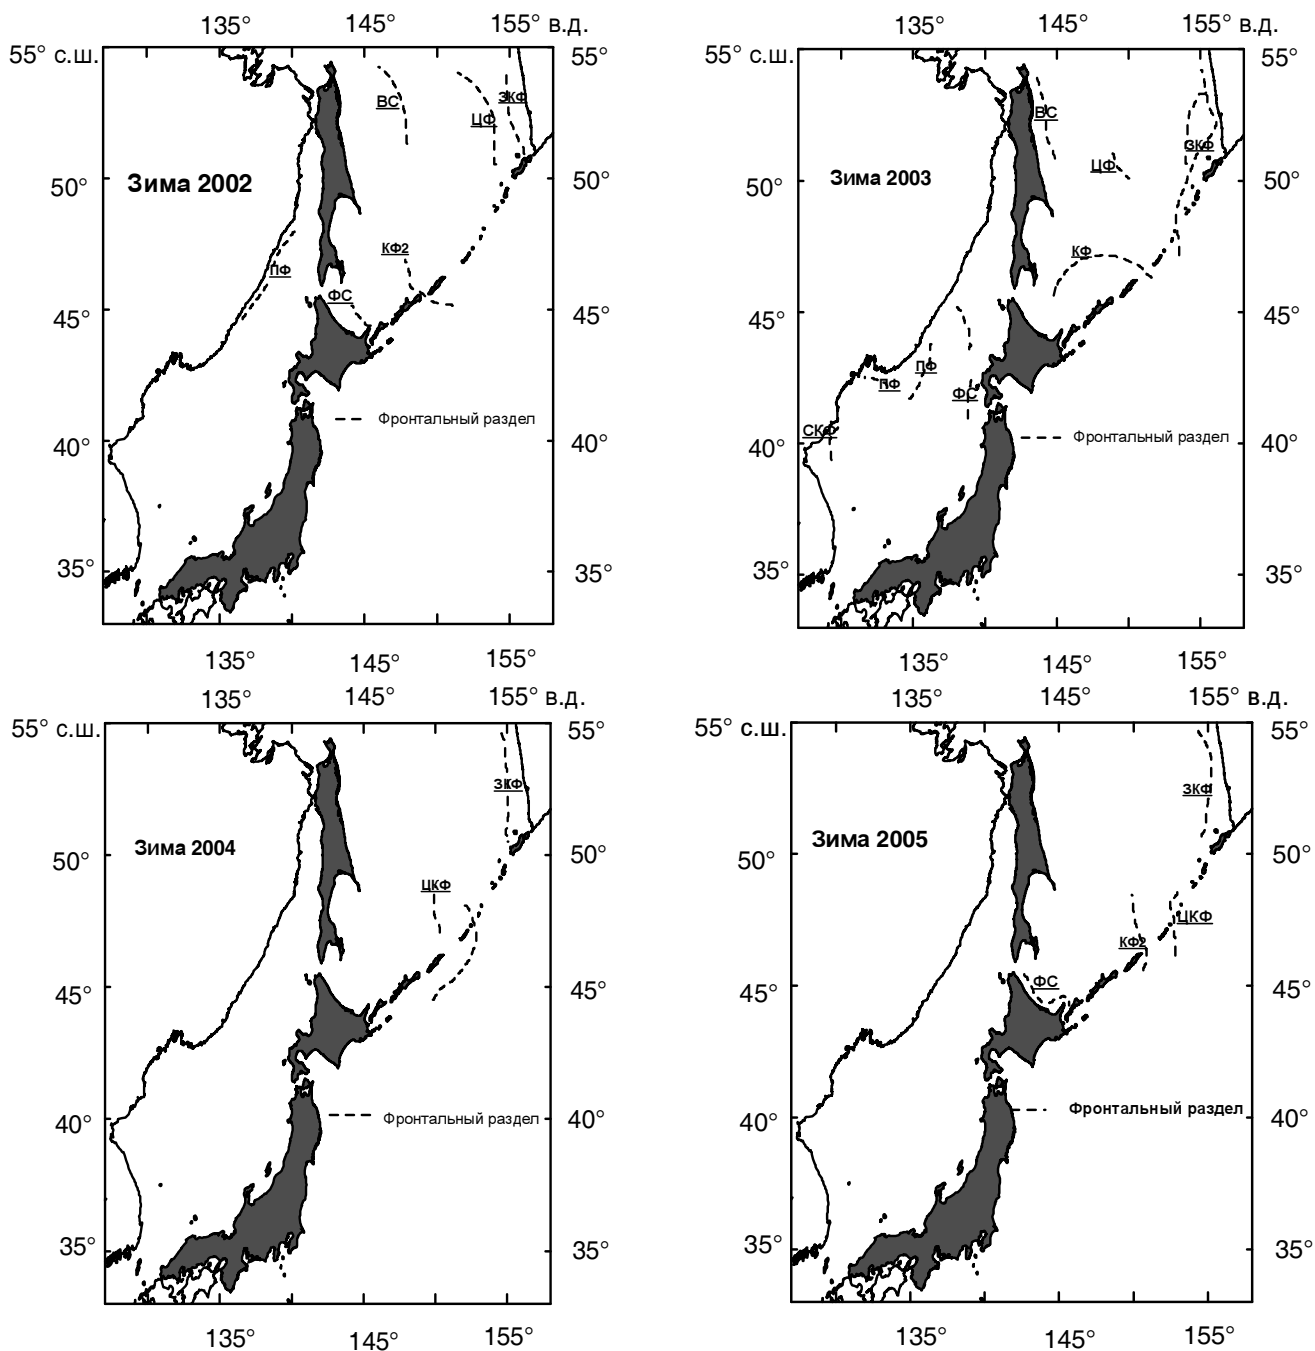 135° 145° 155° в.д.
55° с.ш. 55°
ВС ЗКФ
ЦФ
Зима 2002
50° 50°
КФ2
ПФ
ФС
45° 45°
Фронтальный раздел
40° 40°
35° 35°
135° 145° 155°
135° 145° 155° в.д.
55° с.ш. 55°
ВС
ЗКФ
ЦФ
Зима 2003
50° 50°
КФ
45° 45°
ПФ
ПФ
ФС
СКФ
Фронтальный раздел
40° 40°
35° 35°
135° 145° 155°
135° 145° 155° в.д.
55° с.ш. 55°
ЗКФ
Зима 2004
50° 50°
ЦКФ
45° 45°
Фронтальный раздел
40° 40°
35° 35°
135° 145° 155°
135° 145° 155° в.д.
55° с.ш. 55°
ЗКФ
Зима 2005
50° 50°
ЦКФ
КФ2
ФС
45° 45°
Фронтальный раздел
40° 40°
35° 35°
135° 145° 155°